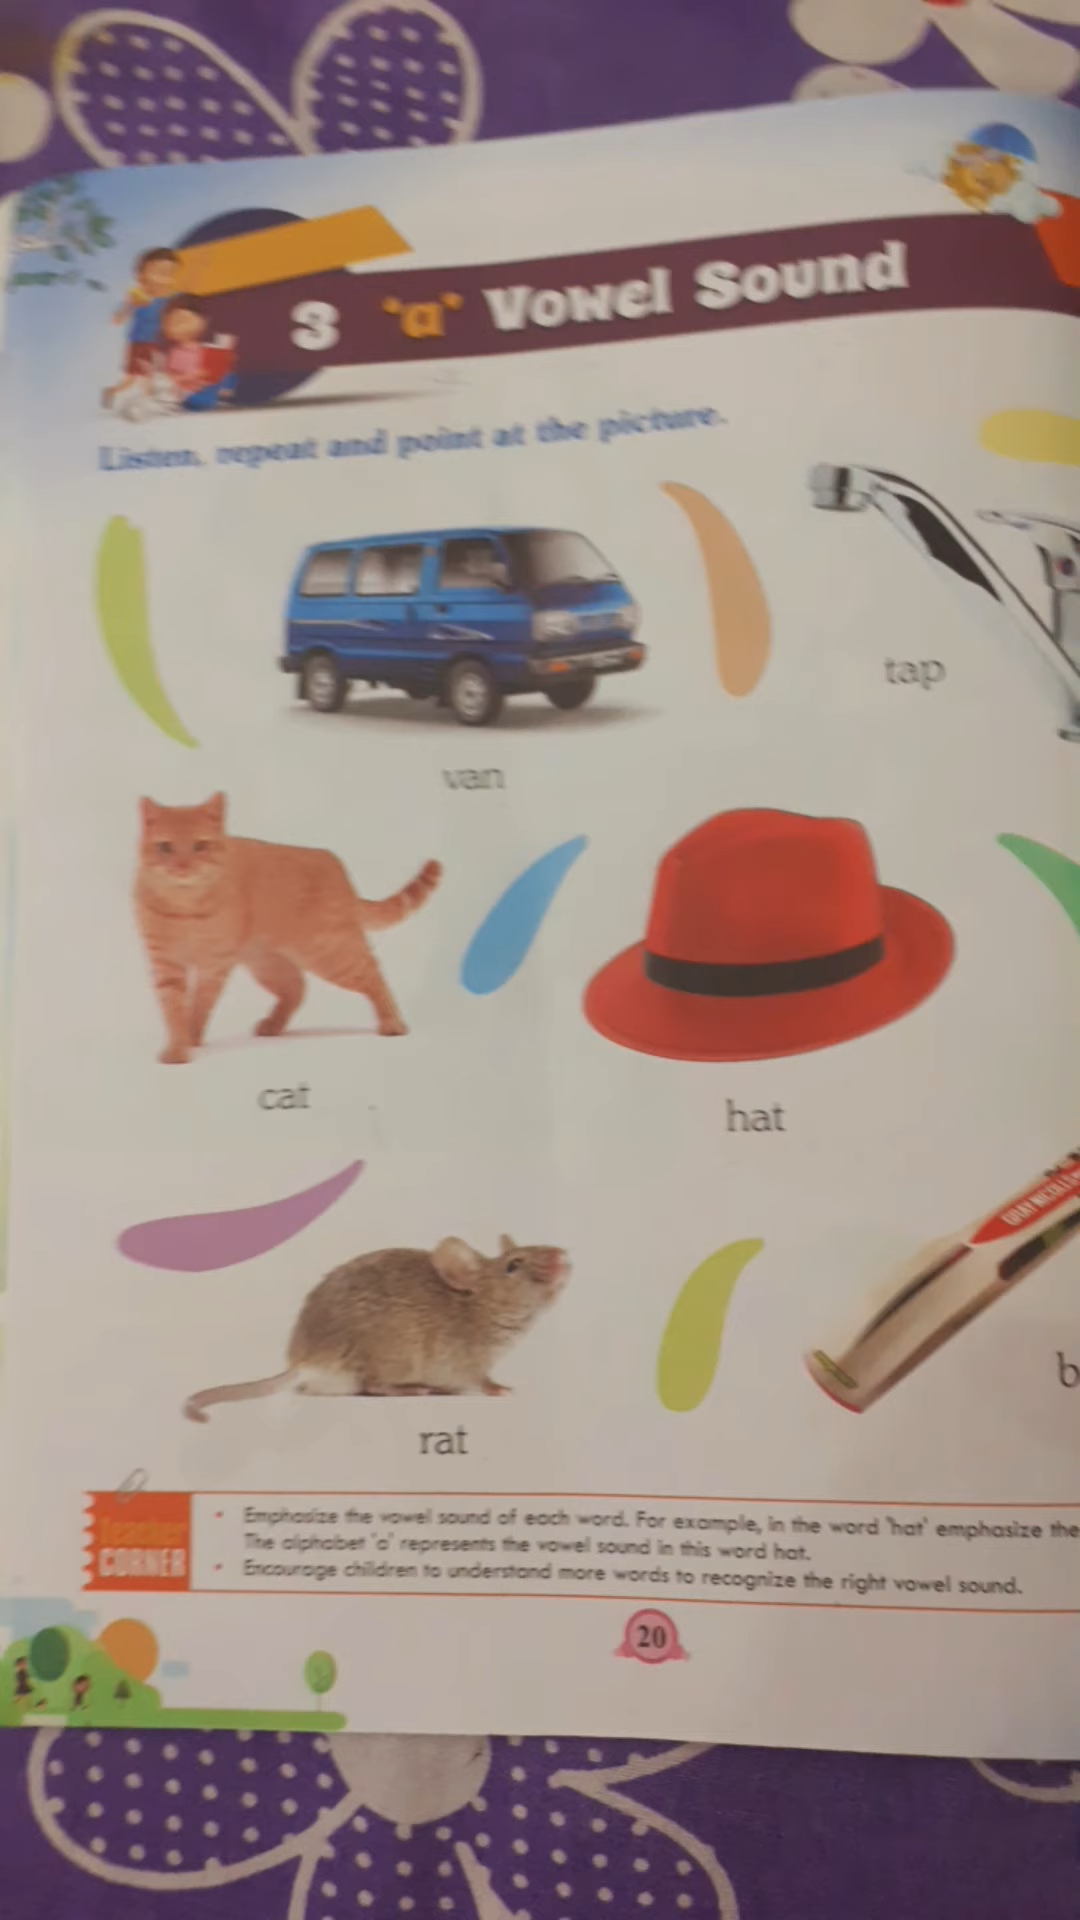 3 'a' Vowel Sound
Listen, repeat and point at the picture.
tap
van
cat
hat
GRAY-NICOLLS
b
rat
Teacher
CORNER
• Emphasize the vowel sound of each word. For example, in the word 'hat' emphasize the
The alphabet 'a' represents the vowel sound in this word hat.
• Encourage children to understand more words to recognize the right vowel sound.
20